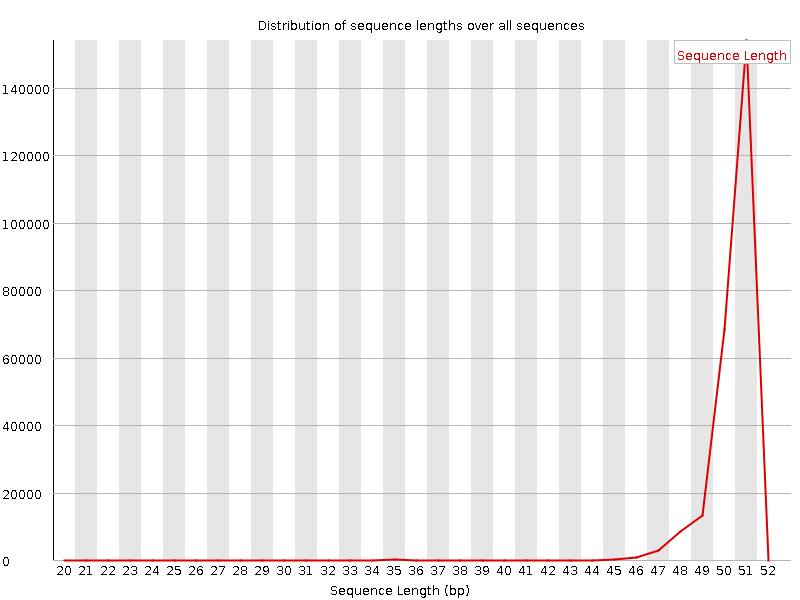 Distribution of sequence lengths over all sequences
Sequence Length
140000
120000
100000
80000
60000
40000
20000
0
20 21 22 23 24 25 26 27 28 29 30 31 32 33 34 35 36 37 38 39 40 41 42 43 44 45 46 47 48 49 50 51 52
Sequence Length (bp)